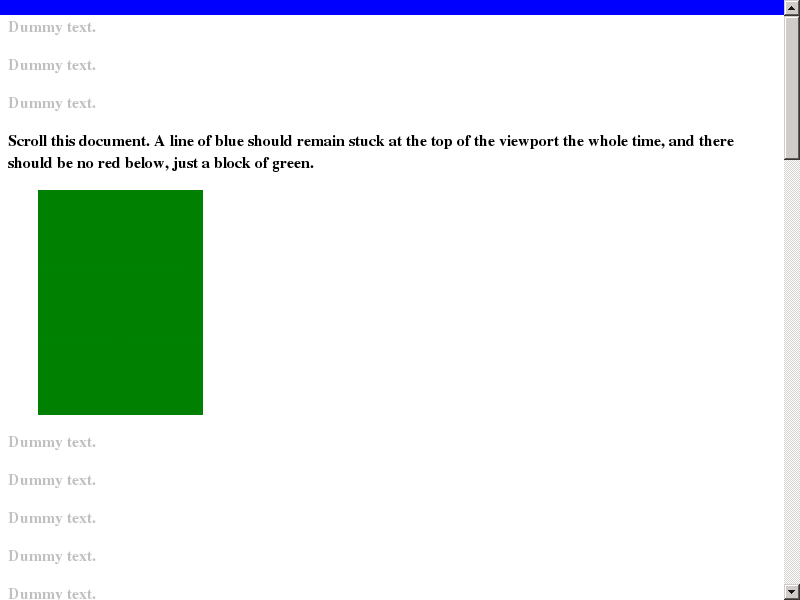 Dummy text.
Dummy text.
Dummy text.
Scroll this document. A line of blue should remain stuck at the top of the viewport the whole time, and there
should be no red below, just a block of green.
Dummy text.
Dummy text.
Dummy text.
Dummy text.
Dummy text.